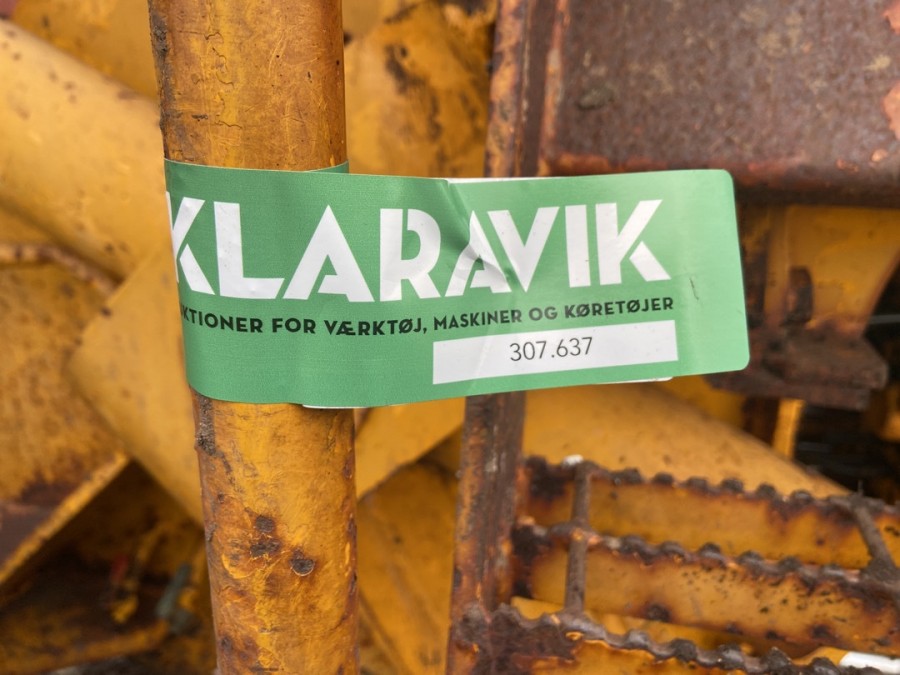 KLARAVIK
KTIONER FOR VÆRKTØJ, MASKINER OG KØRETØJER
307.637